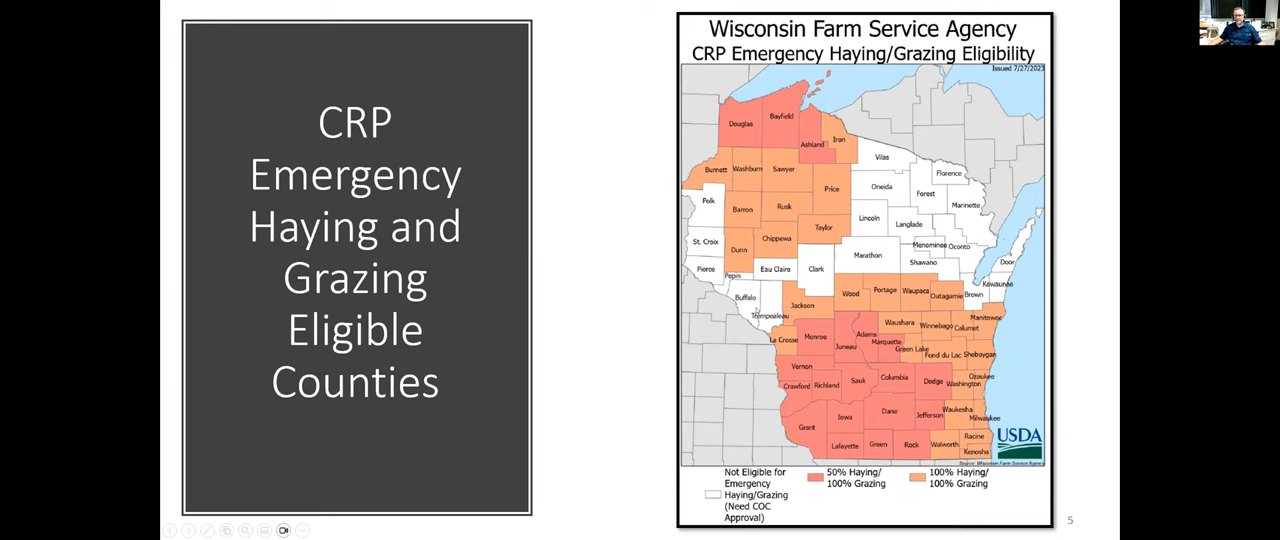 CRP
Emergency
Haying and
Grazing
Eligible
Counties
Wisconsin Farm Service Agency
CRP Emergency Haying/Grazing Eligibility
Issued 7/27/2023
Douglas
Bayfield
Ashland
Iron
Vilas
Burnett
Washburn
Sawyer
Price
Oneida
Florence
Forest
Marinette
Polk
Barron
Rusk
Taylor
Lincoln
Langlade
St. Croix
Dunn
Chippewa
Marathon
Menominee
Oconto
Shawano
Door
Pierce
Pepin
Eau Claire
Clark
Kewaunee
Buffalo
Trempealeau
Jackson
Wood
Portage
Waupaca
Outagamie
Brown
Manitowoc
La Crosse
Monroe
Juneau
Adams
Marquette
Waushara
Winnebago
Calumet
Green Lake
Fond du Lac
Sheboygan
Vernon
Crawford
Richland
Sauk
Columbia
Dodge
Washington
Ozaukee
Grant
Iowa
Dane
Jefferson
Waukesha
Milwaukee
Lafayette
Green
Rock
Walworth
Racine
Kenosha
USDA
Source: Wisconsin Farm Service Agency
Not Eligible for
Emergency
Haying/Grazing
(Need COC
Approval)
50% Haying/
100% Grazing
100% Haying/
100% Grazing
5